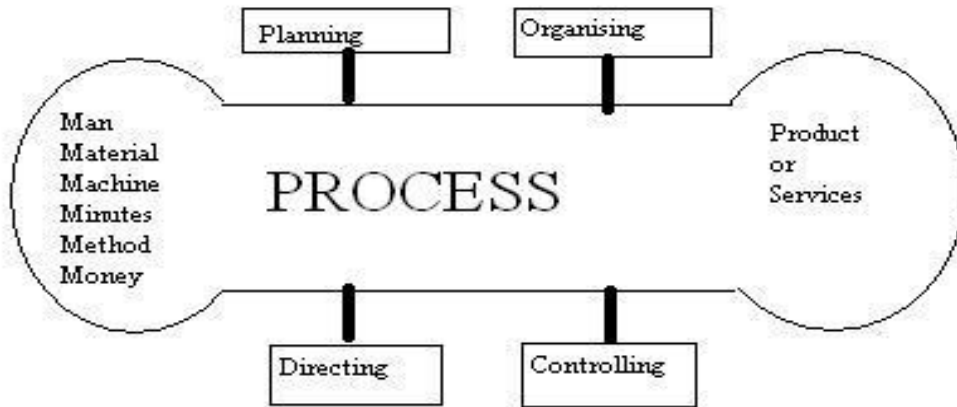 Planning
Organising
Man
Material
Machine
Minutes
Method
Money
PROCESS
Product
or
Services
Directing
Controlling